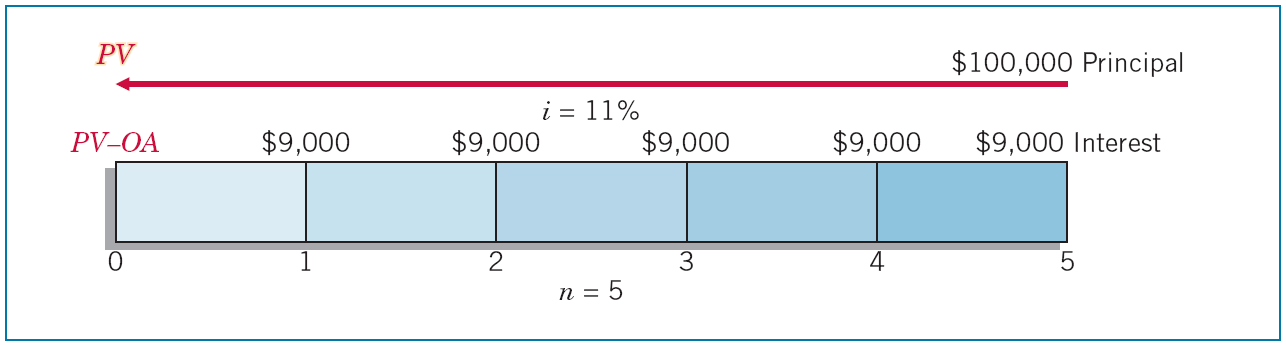 PV
$100,000 Principal
i = 11%
PV–OA $9,000 $9,000 $9,000 $9,000 $9,000 Interest
0 1 2 3 4 5
n = 5